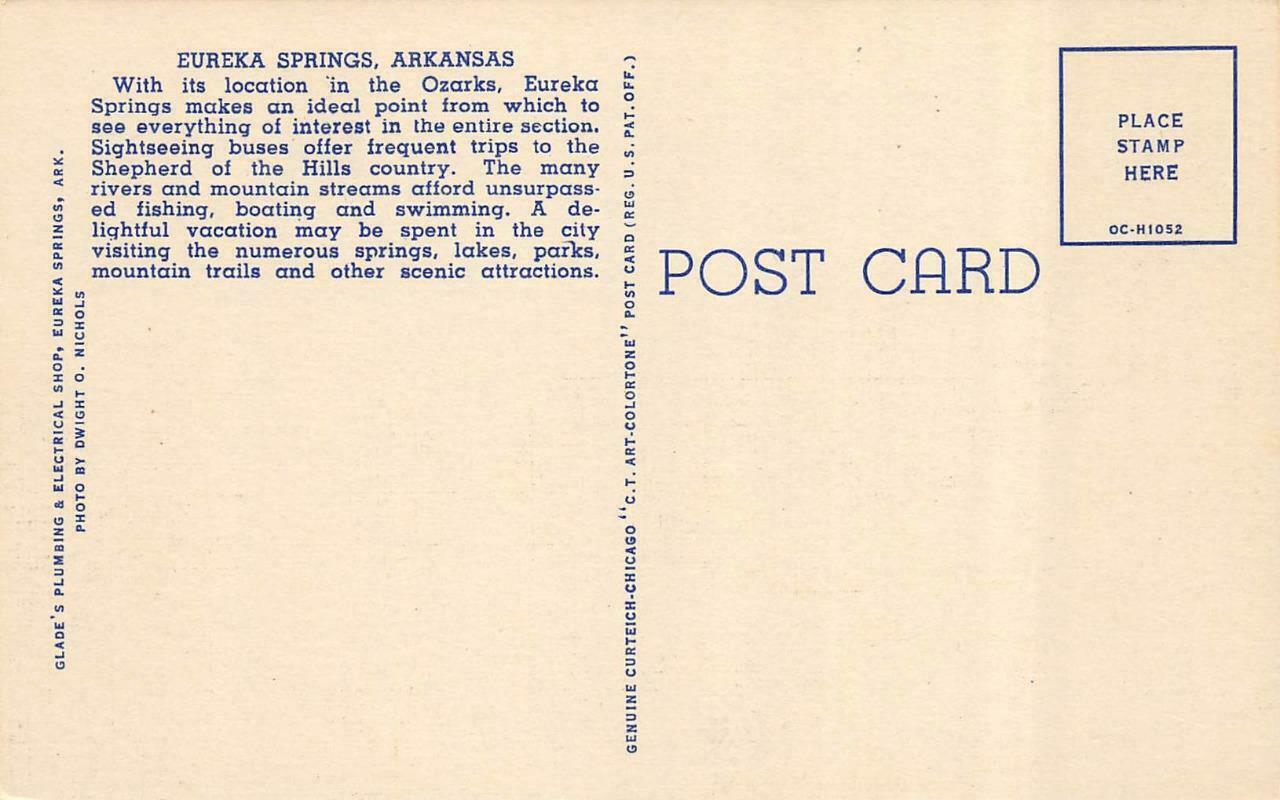 EUREKA SPRINGS, ARKANSAS
With its location in the Ozarks, Eureka
Springs makes an ideal point from which to
see everything of interest in the entire section.
Sightseeing buses offer frequent trips to the
Shepherd of the Hills country. The many
rivers and mountain streams afford unsurpass-
ed fishing, boating and swimming. A de-
lightful vacation may be spent in the city
visiting the numerous springs, lakes, parks,
mountain trails and other scenic attractions.
GLADE'S PLUMBING & ELECTRICAL SHOP, EUREKA SPRINGS, ARK.
PHOTO BY DWIGHT O. NICHOLS
GENUINE CURTEICH-CHICAGO "C.T. ART-COLORTONE" POST CARD (REG. U.S. PAT. OFF.)
POST CARD
PLACE
STAMP
HERE
OC-H1052